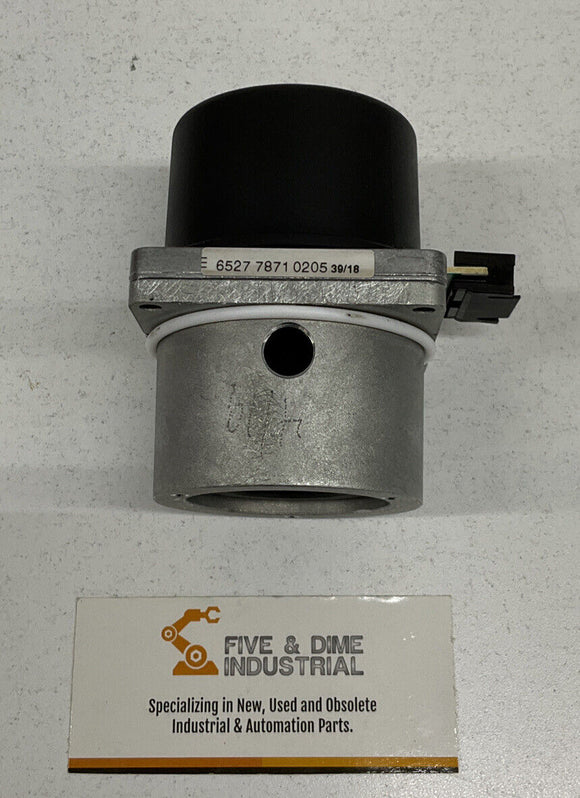 6527 7871 0205 39/18
FIVE & DIME
INDUSTRIAL
Specializing in New, Used and Obsolete
Industrial & Automation Parts.